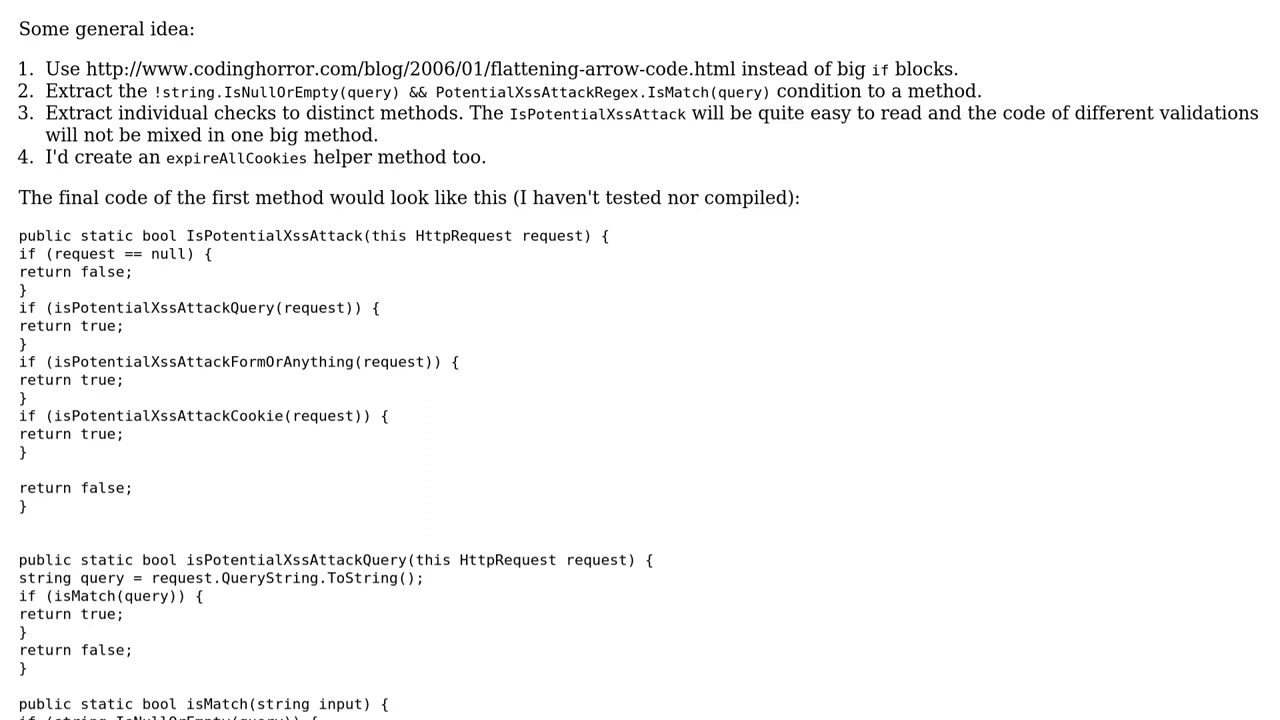 Some general idea:
1. Use http://www.codinghorror.com/blog/2006/01/flattening-arrow-code.html instead of big if blocks.
2. Extract the !string.IsNullOrEmpty(query) && PotentialXssAttackRegex.IsMatch(query) condition to a method.
3. Extract individual checks to distinct methods. The IsPotentialXssAttack will be quite easy to read and the code of different validations
will not be mixed in one big method.
4. I'd create an expireAllCookies helper method too.
The final code of the first method would look like this (I haven't tested nor compiled):
public static bool IsPotentialXssAttack(this HttpRequest request) {
if (request == null) {
return false;
}
if (isPotentialXssAttackQuery(request)) {
return true;
}
if (isPotentialXssAttackFormOrAnything(request)) {
return true;
}
if (isPotentialXssAttackCookie(request)) {
return true;
}
return false;
}
public static bool isPotentialXssAttackQuery(this HttpRequest request) {
string query = request.QueryString.ToString();
if (isMatch(query)) {
return true;
}
return false;
}
public static bool isMatch(string input) {
if (string.IsNullOrEmpty(query)) {